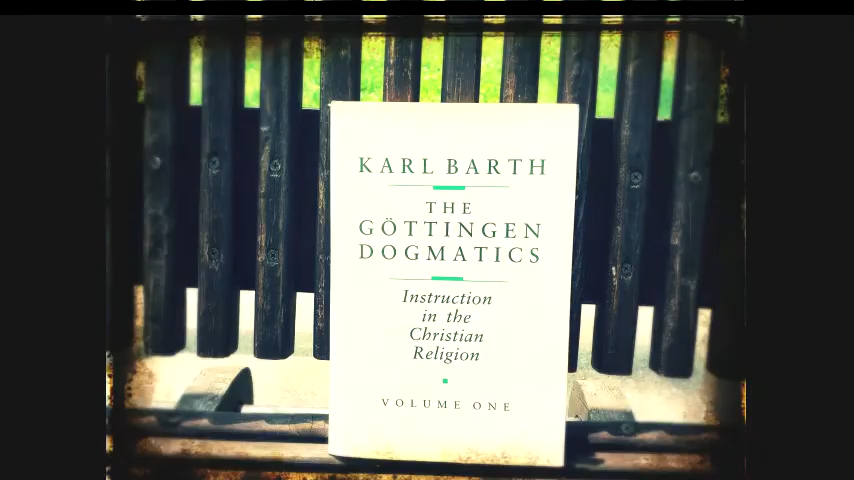 KARL BARTH
THE
GÖTTINGEN
DOGMATICS
Instruction
in the
Christian
Religion
VOLUME ONE